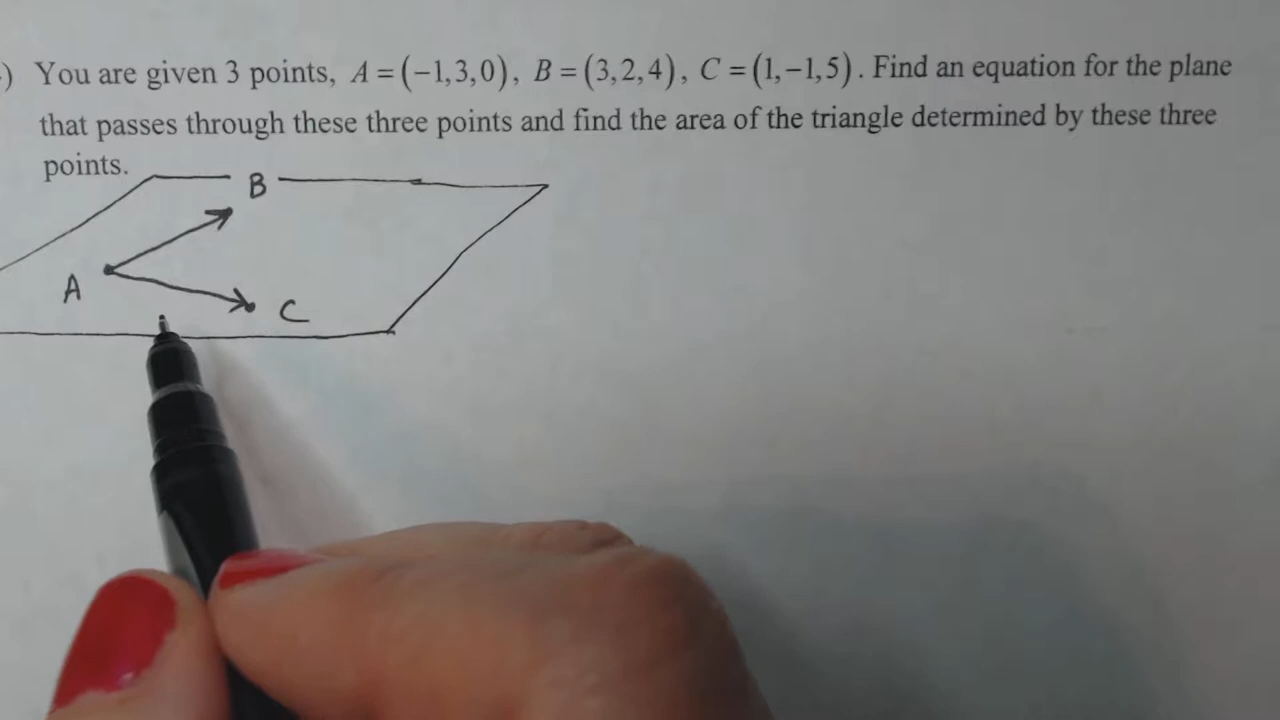 ) You are given 3 points, A = (−1,3,0), B = (3,2,4), C = (1,−1,5). Find an equation for the plane
that passes through these three points and find the area of the triangle determined by these three
points.
B
A
C